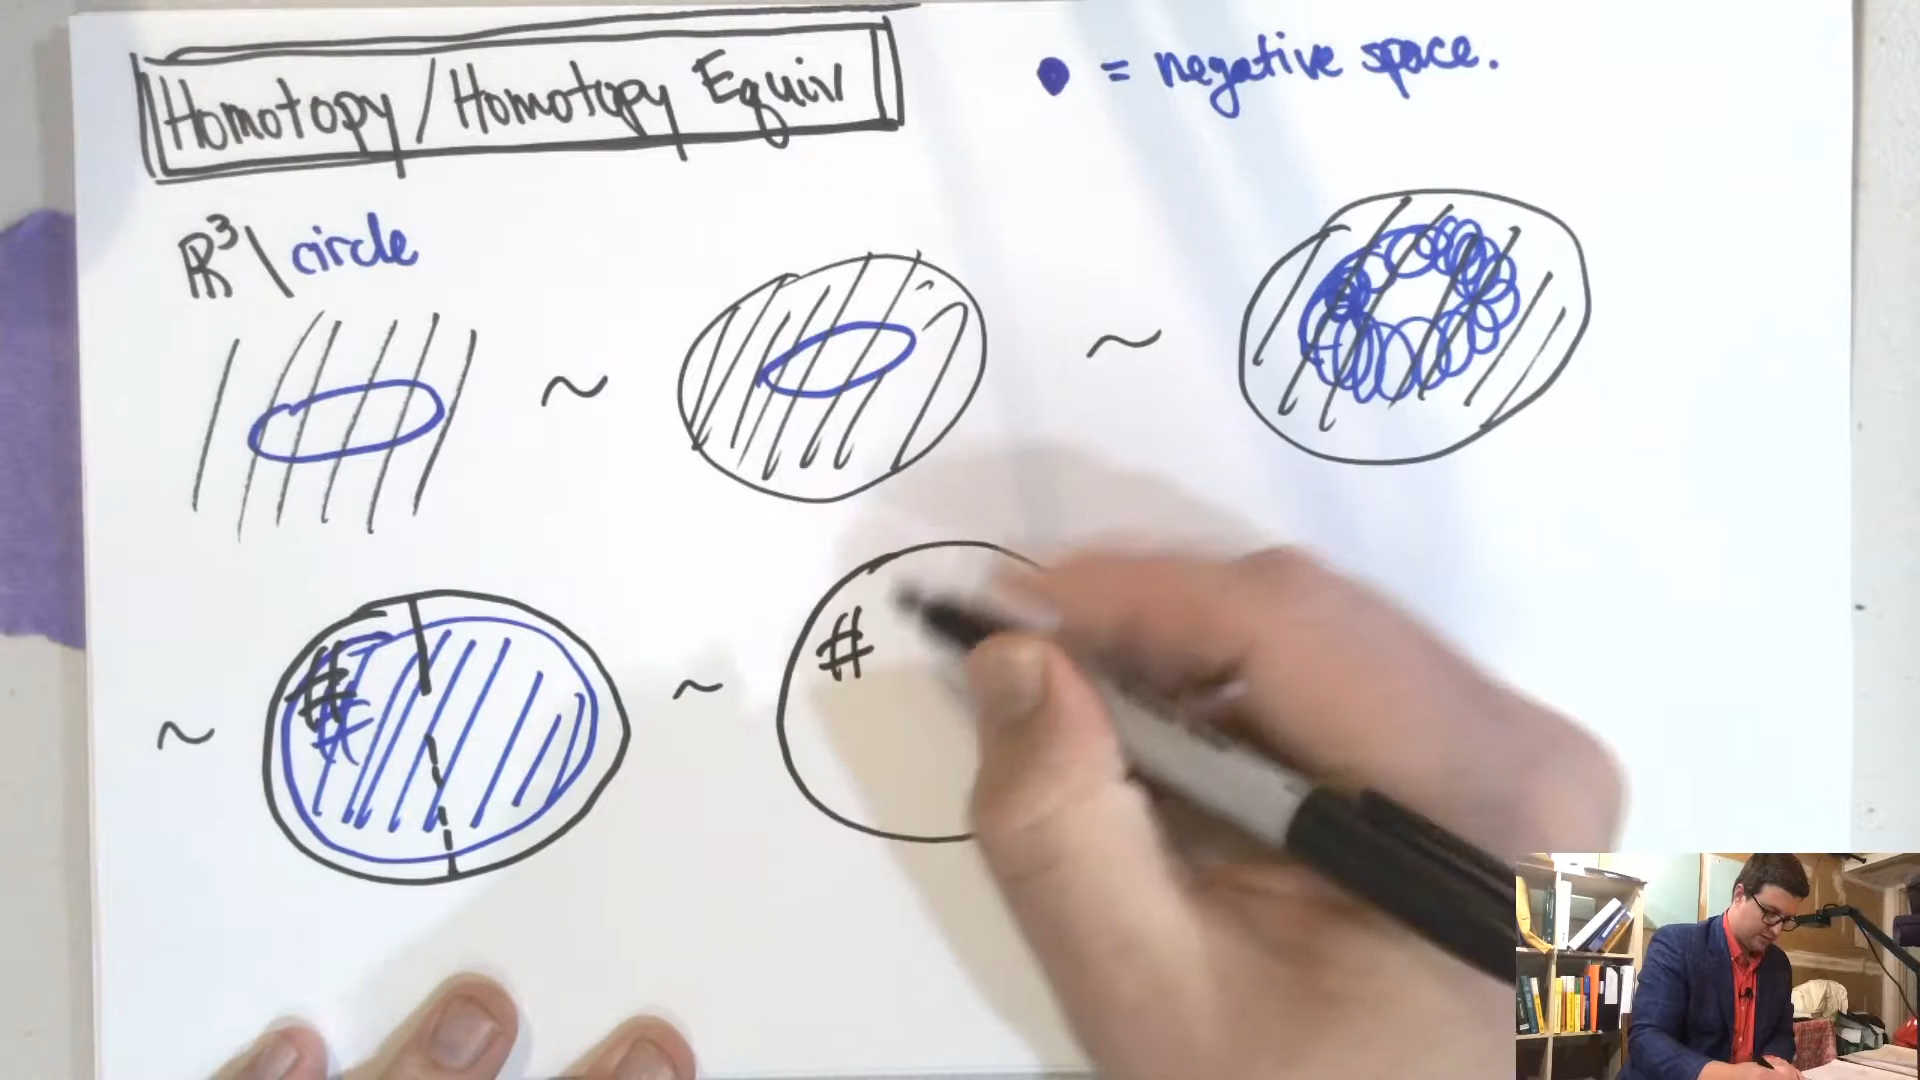 Homotopy / Homotopy Equiv
● = negative space.
ℝ³ \ circle
~
~
~
#
#
~
#